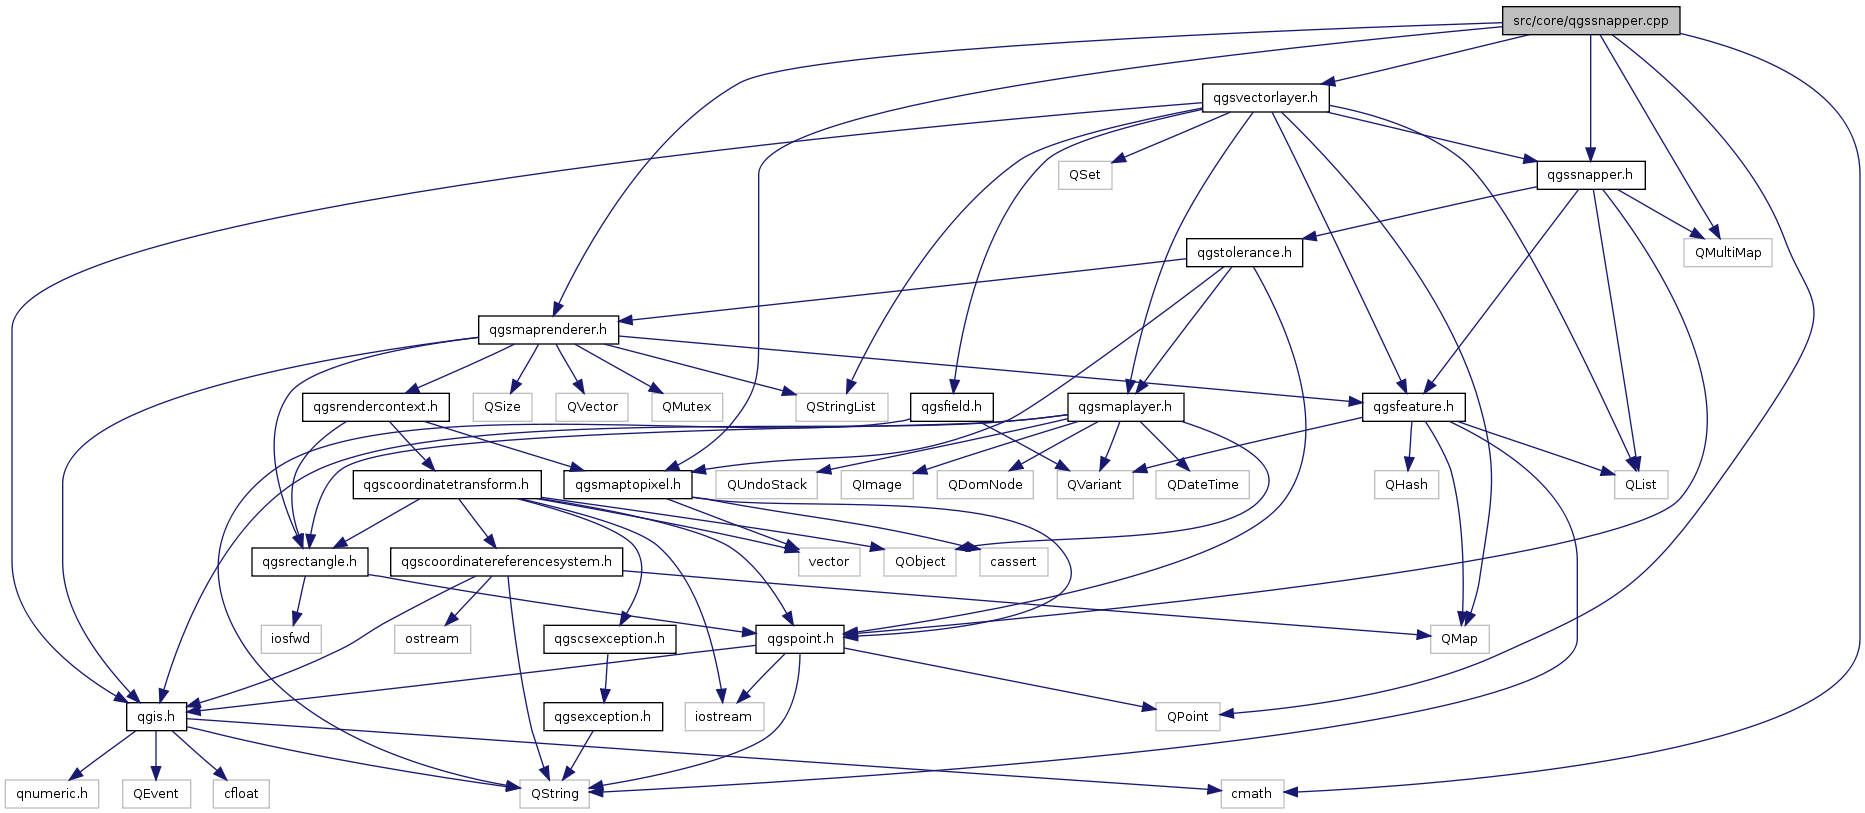 src/core/qgssnapper.cpp
qgsvectorlayer.h
QSet
qgssnapper.h
qgstolerance.h
QMultiMap
qgsmaprenderer.h
qgsrendercontext.h
QSize
QVector
QMutex
QStringList
qgsfield.h
qgsmaplayer.h
qgsfeature.h
qgscoordinatetransform.h
qgsmaptopixel.h
QUndoStack
QImage
QDomNode
QVariant
QDateTime
QHash
QList
qgsrectangle.h
qgscoordinatereferencesystem.h
vector
QObject
cassert
iosfwd
ostream
qgscsexception.h
qgspoint.h
QMap
qgis.h
qgsexception.h
iostream
QPoint
qnumeric.h
QEvent
cfloat
QString
cmath